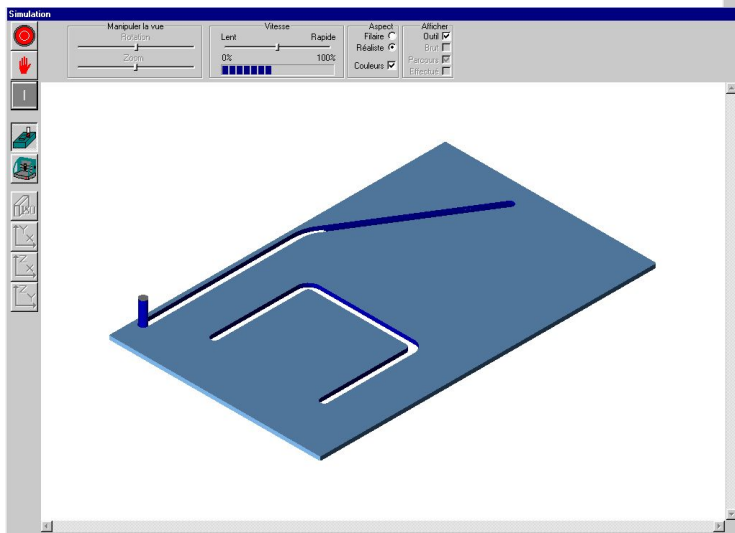 Simulation
Manipuler la vue
Rotation
Zoom
Vitesse
Lent Rapide
0% 100%
Aspect
Filaire
Réaliste
Couleurs
Afficher
Outil
Brut
Parcours
Effectué
ISO
Y X
Z X
Z Y